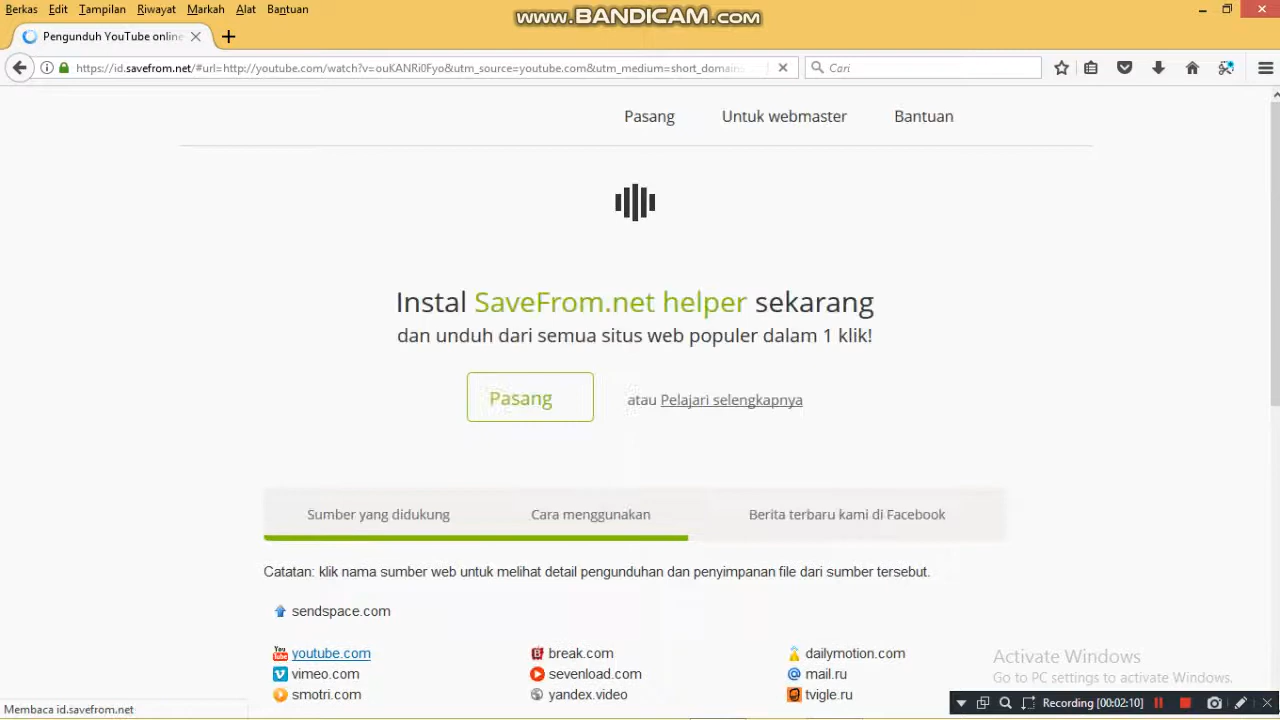 Berkas Edit Tampilan Riwayat Markah Alat Bantuan
www.BANDICAM.com
Pengunduh YouTube online
https://id.savefrom.net/#url=http://youtube.com/watch?v=ouKANRi0Fyo&utm_source=youtube.com&utm_medium=short_domain
Cari
Pasang Untuk webmaster Bantuan
Instal SaveFrom.net helper sekarang
dan unduh dari semua situs web populer dalam 1 klik!
Pasang atau Pelajari selengkapnya
Sumber yang didukung Cara menggunakan Berita terbaru kami di Facebook
Catatan: klik nama sumber web untuk melihat detail pengunduhan dan penyimpanan file dari sumber tersebut.
sendspace.com
youtube.com break.com dailymotion.com
vimeo.com sevenload.com mail.ru
smotri.com yandex.video tvigle.ru
Activate Windows
Go to PC settings to activate Windows.
Recording [00:02:10]
Membaca id.savefrom.net